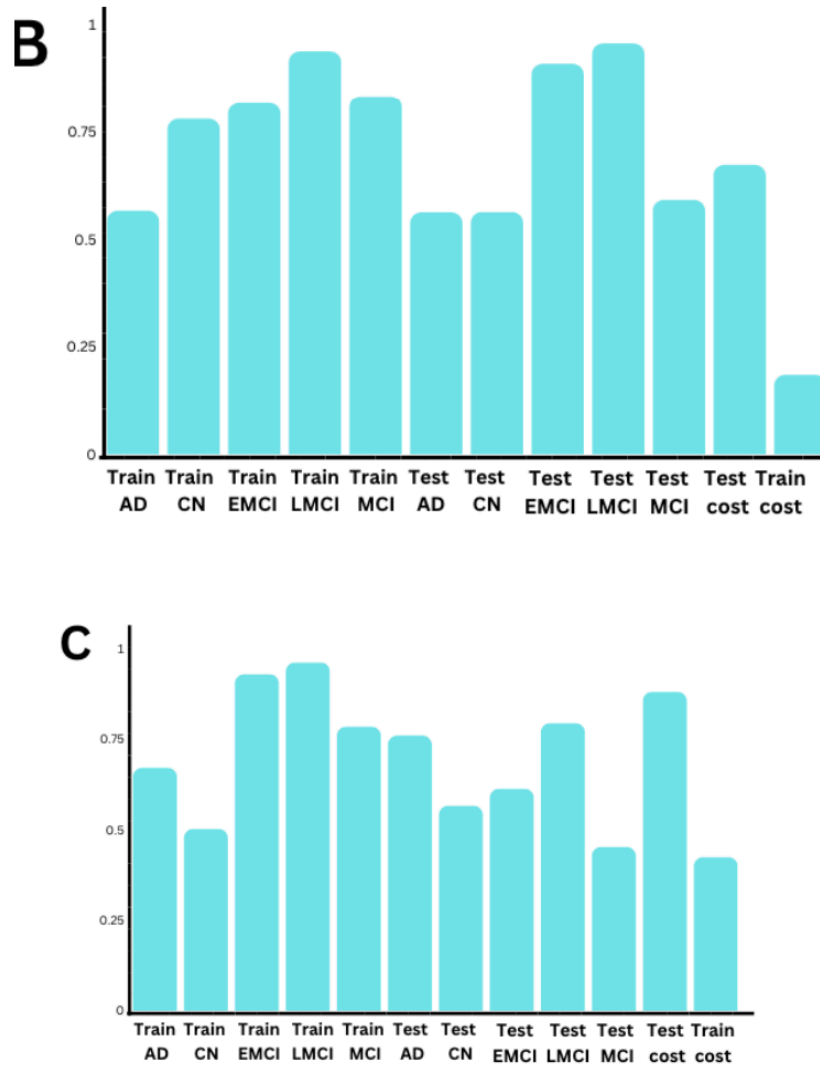 B
1
0.75
0.5
0.25
0
Train Train Train Train Train Test Test Test Test Test Test Train
AD CN EMCI LMCI MCI AD CN EMCI LMCI MCI cost cost
C
1
0.75
0.5
0.25
0
Train Train Train Train Train Test Test Test Test Test Test Train
AD CN EMCI LMCI MCI AD CN EMCI LMCI MCI cost cost